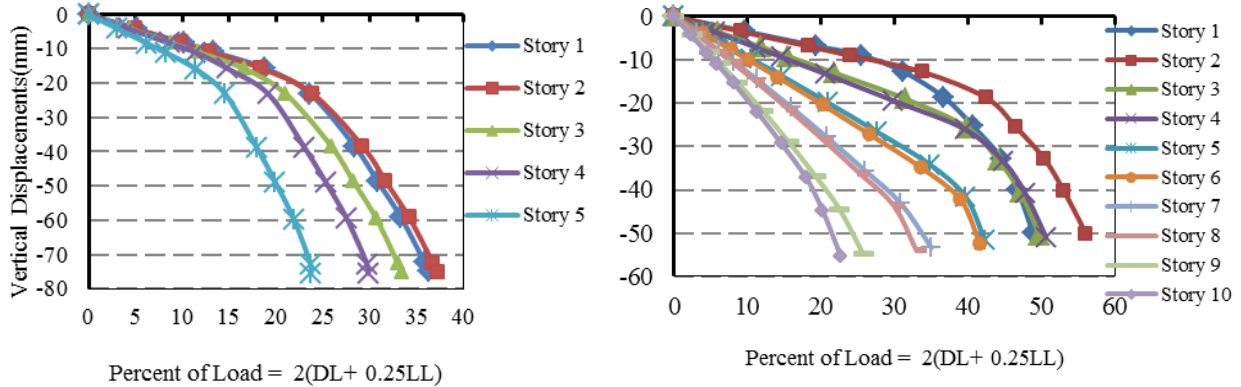 0
-10
-20
-30
-40
-50
-60
-70
-80
Vertical Displacements(mm)
0 5 10 15 20 25 30 35 40
Percent of Load = 2(DL+ 0.25LL)
Story 1
Story 2
Story 3
Story 4
Story 5
0
-10
-20
-30
-40
-50
-60
0 10 20 30 40 50 60
Percent of Load = 2(DL+ 0.25LL)
Story 1
Story 2
Story 3
Story 4
Story 5
Story 6
Story 7
Story 8
Story 9
Story 10